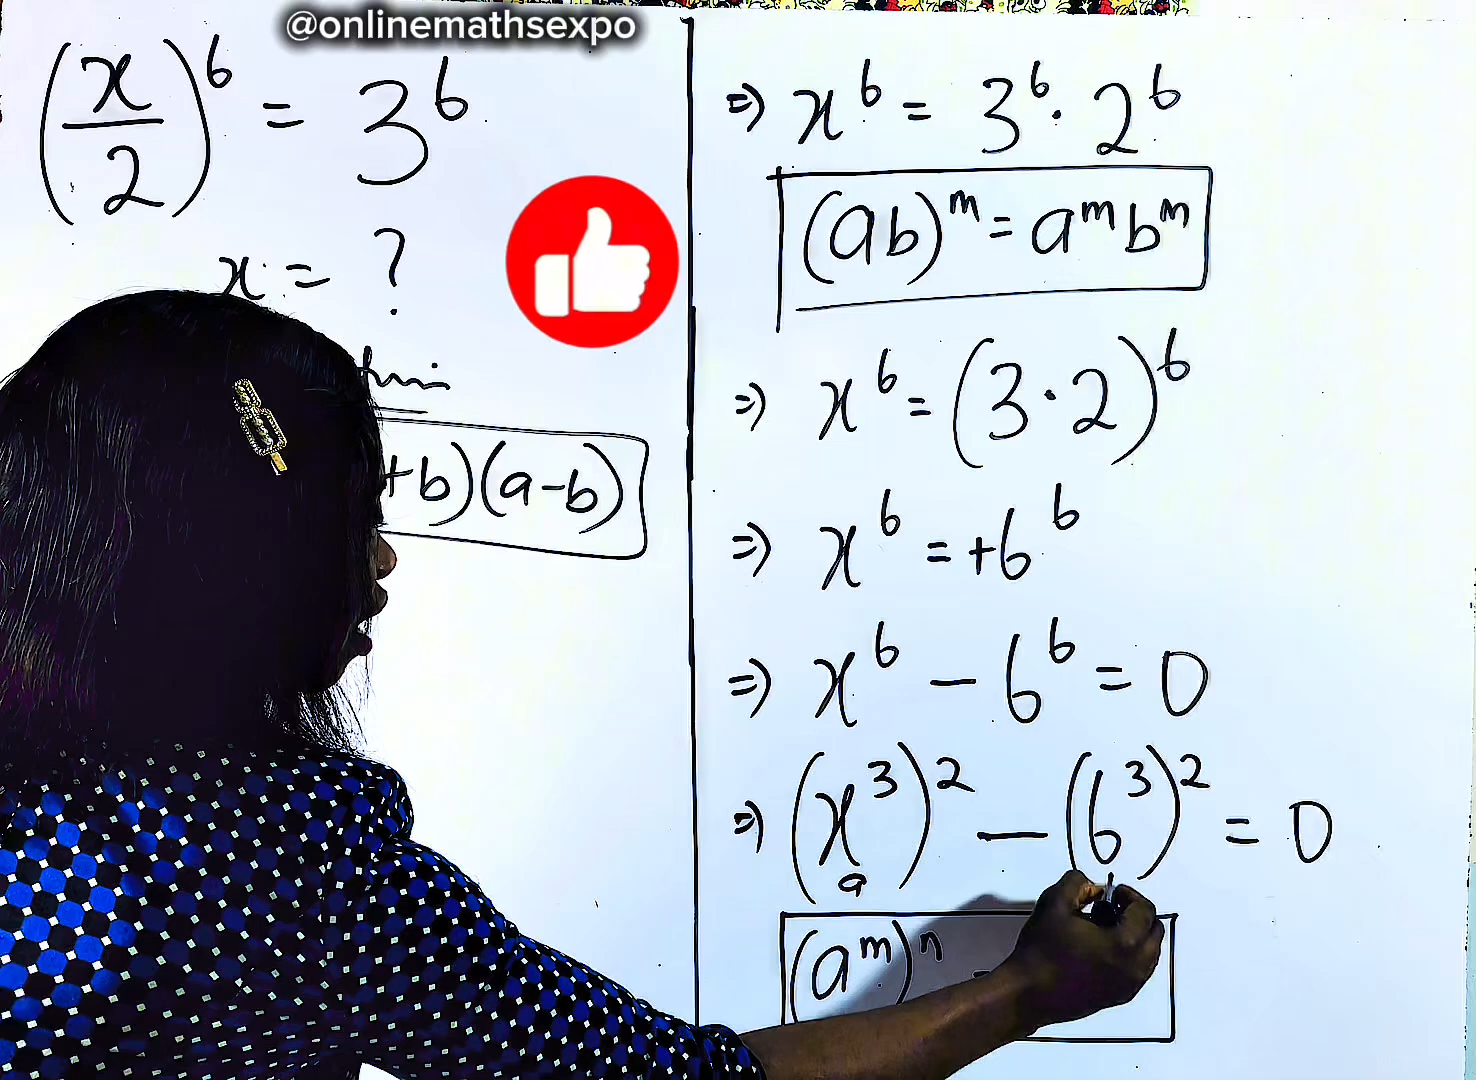 @onlinemathsexpo
(x/2)^6 = 3^6
x = ?
+b)(a-b)
⇒ x^6 = 3^6 · 2^6
(ab)^m = a^m b^m
⇒ x^6 = (3·2)^6
⇒ x^6 = +6^6
⇒ x^6 - 6^6 = 0
⇒ (x^3)^2 - (6^3)^2 = 0
a
(a^m)^n